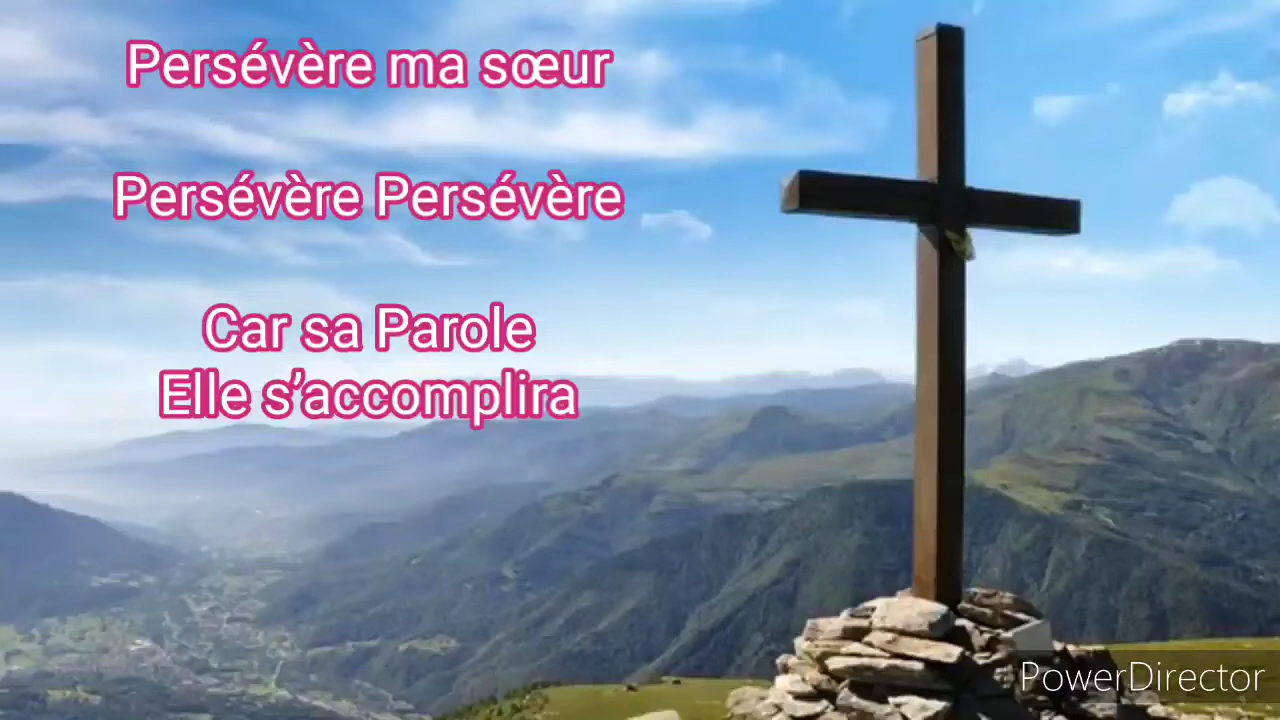 Persévère ma sœur
Persévère Persévère
Car sa Parole
Elle s’accomplira
PowerDirector